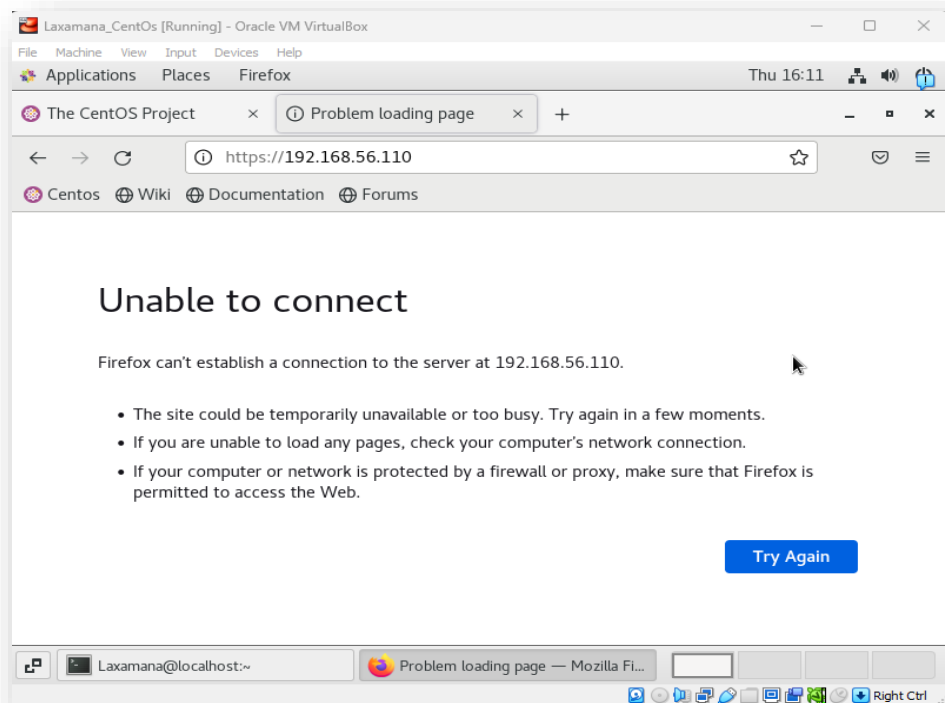 Laxamana_CentOs [Running] - Oracle VM VirtualBox
File Machine View Input Devices Help
Applications Places Firefox Thu 16:11
The CentOS Project × Problem loading page × +
https://192.168.56.110
Centos Wiki Documentation Forums
Unable to connect
Firefox can't establish a connection to the server at 192.168.56.110.
• The site could be temporarily unavailable or too busy. Try again in a few moments.
• If you are unable to load any pages, check your computer's network connection.
• If your computer or network is protected by a firewall or proxy, make sure that Firefox is
permitted to access the Web.
Try Again
Laxamana@localhost:~ Problem loading page — Mozilla Fi...
Right Ctrl